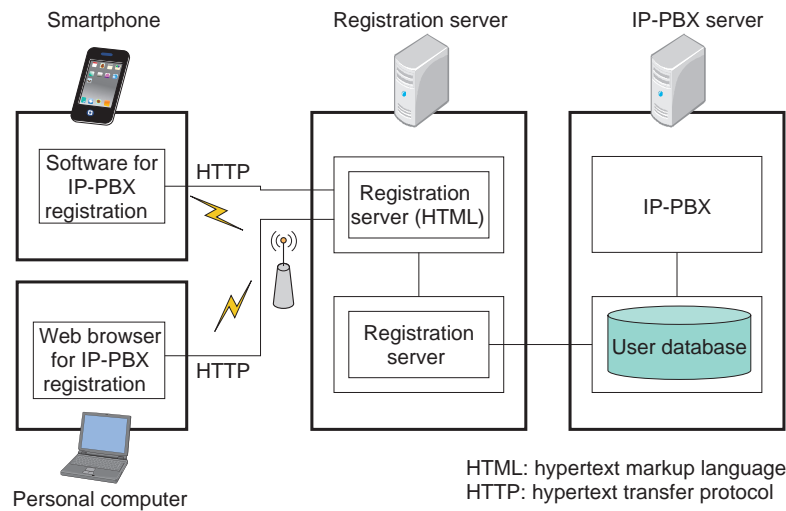 Smartphone
Registration server
IP-PBX server
Software for
IP-PBX
registration
HTTP
Registration
server (HTML)
IP-PBX
Web browser
for IP-PBX
registration
HTTP
Registration
server
User database
Personal computer
HTML: hypertext markup language
HTTP: hypertext transfer protocol